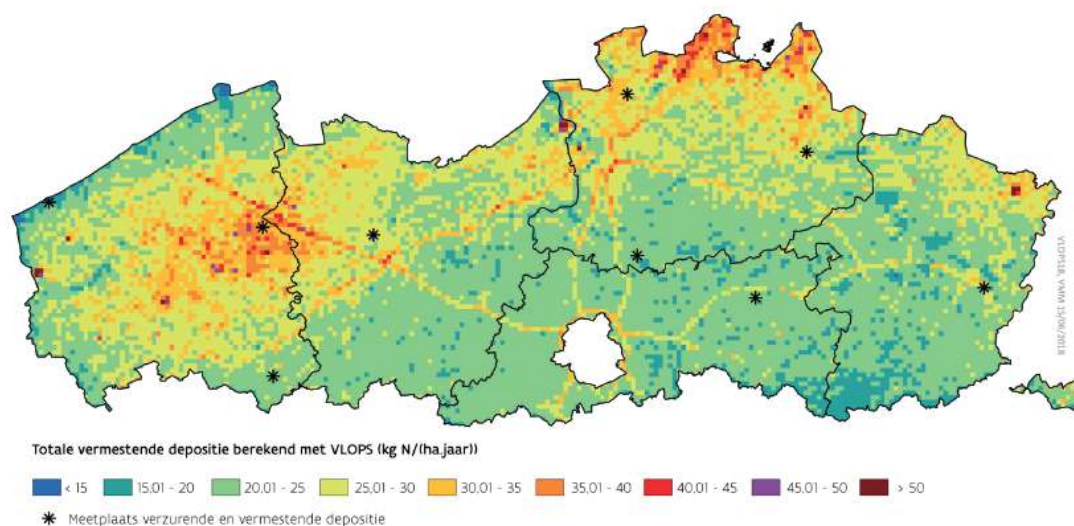 VLOPS18, VMM 15/06/2018
Totale vermestende depositie berekend met VLOPS (kg N/(ha.jaar))
< 15 15.01 - 20 20.01 - 25 25.01 - 30 30.01 - 35 35.01 - 40 40.01 - 45 45.01 - 50 > 50
Meetplaats verzurende en vermestende depositie